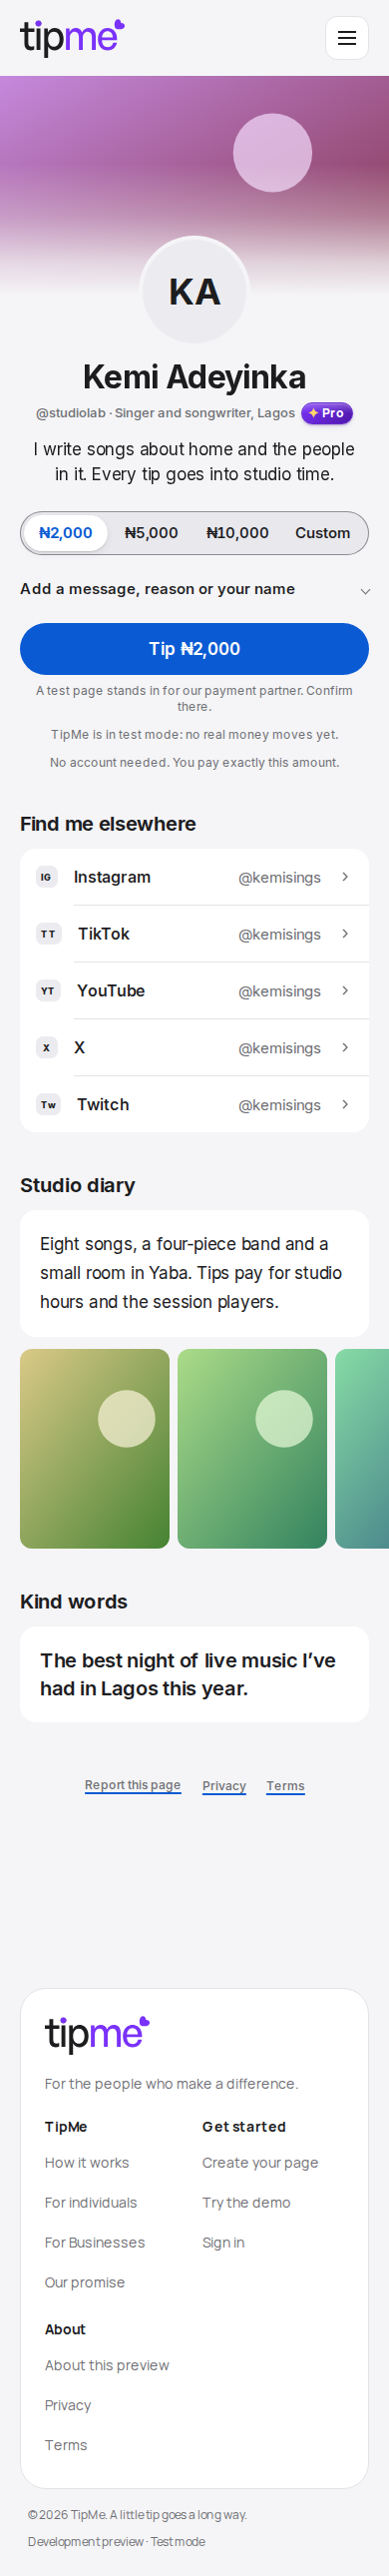 tipme
KA
Kemi Adeyinka
@studiolab · Singer and songwriter, Lagos ✦ Pro
I write songs about home and the people
in it. Every tip goes into studio time.
₦2,000 ₦5,000 ₦10,000 Custom
Add a message, reason or your name
Tip ₦2,000
A test page stands in for our payment partner. Confirm
there.
TipMe is in test mode: no real money moves yet.
No account needed. You pay exactly this amount.
Find me elsewhere
IG Instagram @kemisings
TT TikTok @kemisings
YT YouTube @kemisings
X X @kemisings
Tw Twitch @kemisings
Studio diary
Eight songs, a four-piece band and a
small room in Yaba. Tips pay for studio
hours and the session players.
Kind words
The best night of live music I’ve
had in Lagos this year.
Report this page Privacy Terms
tipme
For the people who make a difference.
TipMe
How it works
For individuals
For Businesses
Our promise
Get started
Create your page
Try the demo
Sign in
About
About this preview
Privacy
Terms
© 2026 TipMe. A little tip goes a long way.
Development preview · Test mode